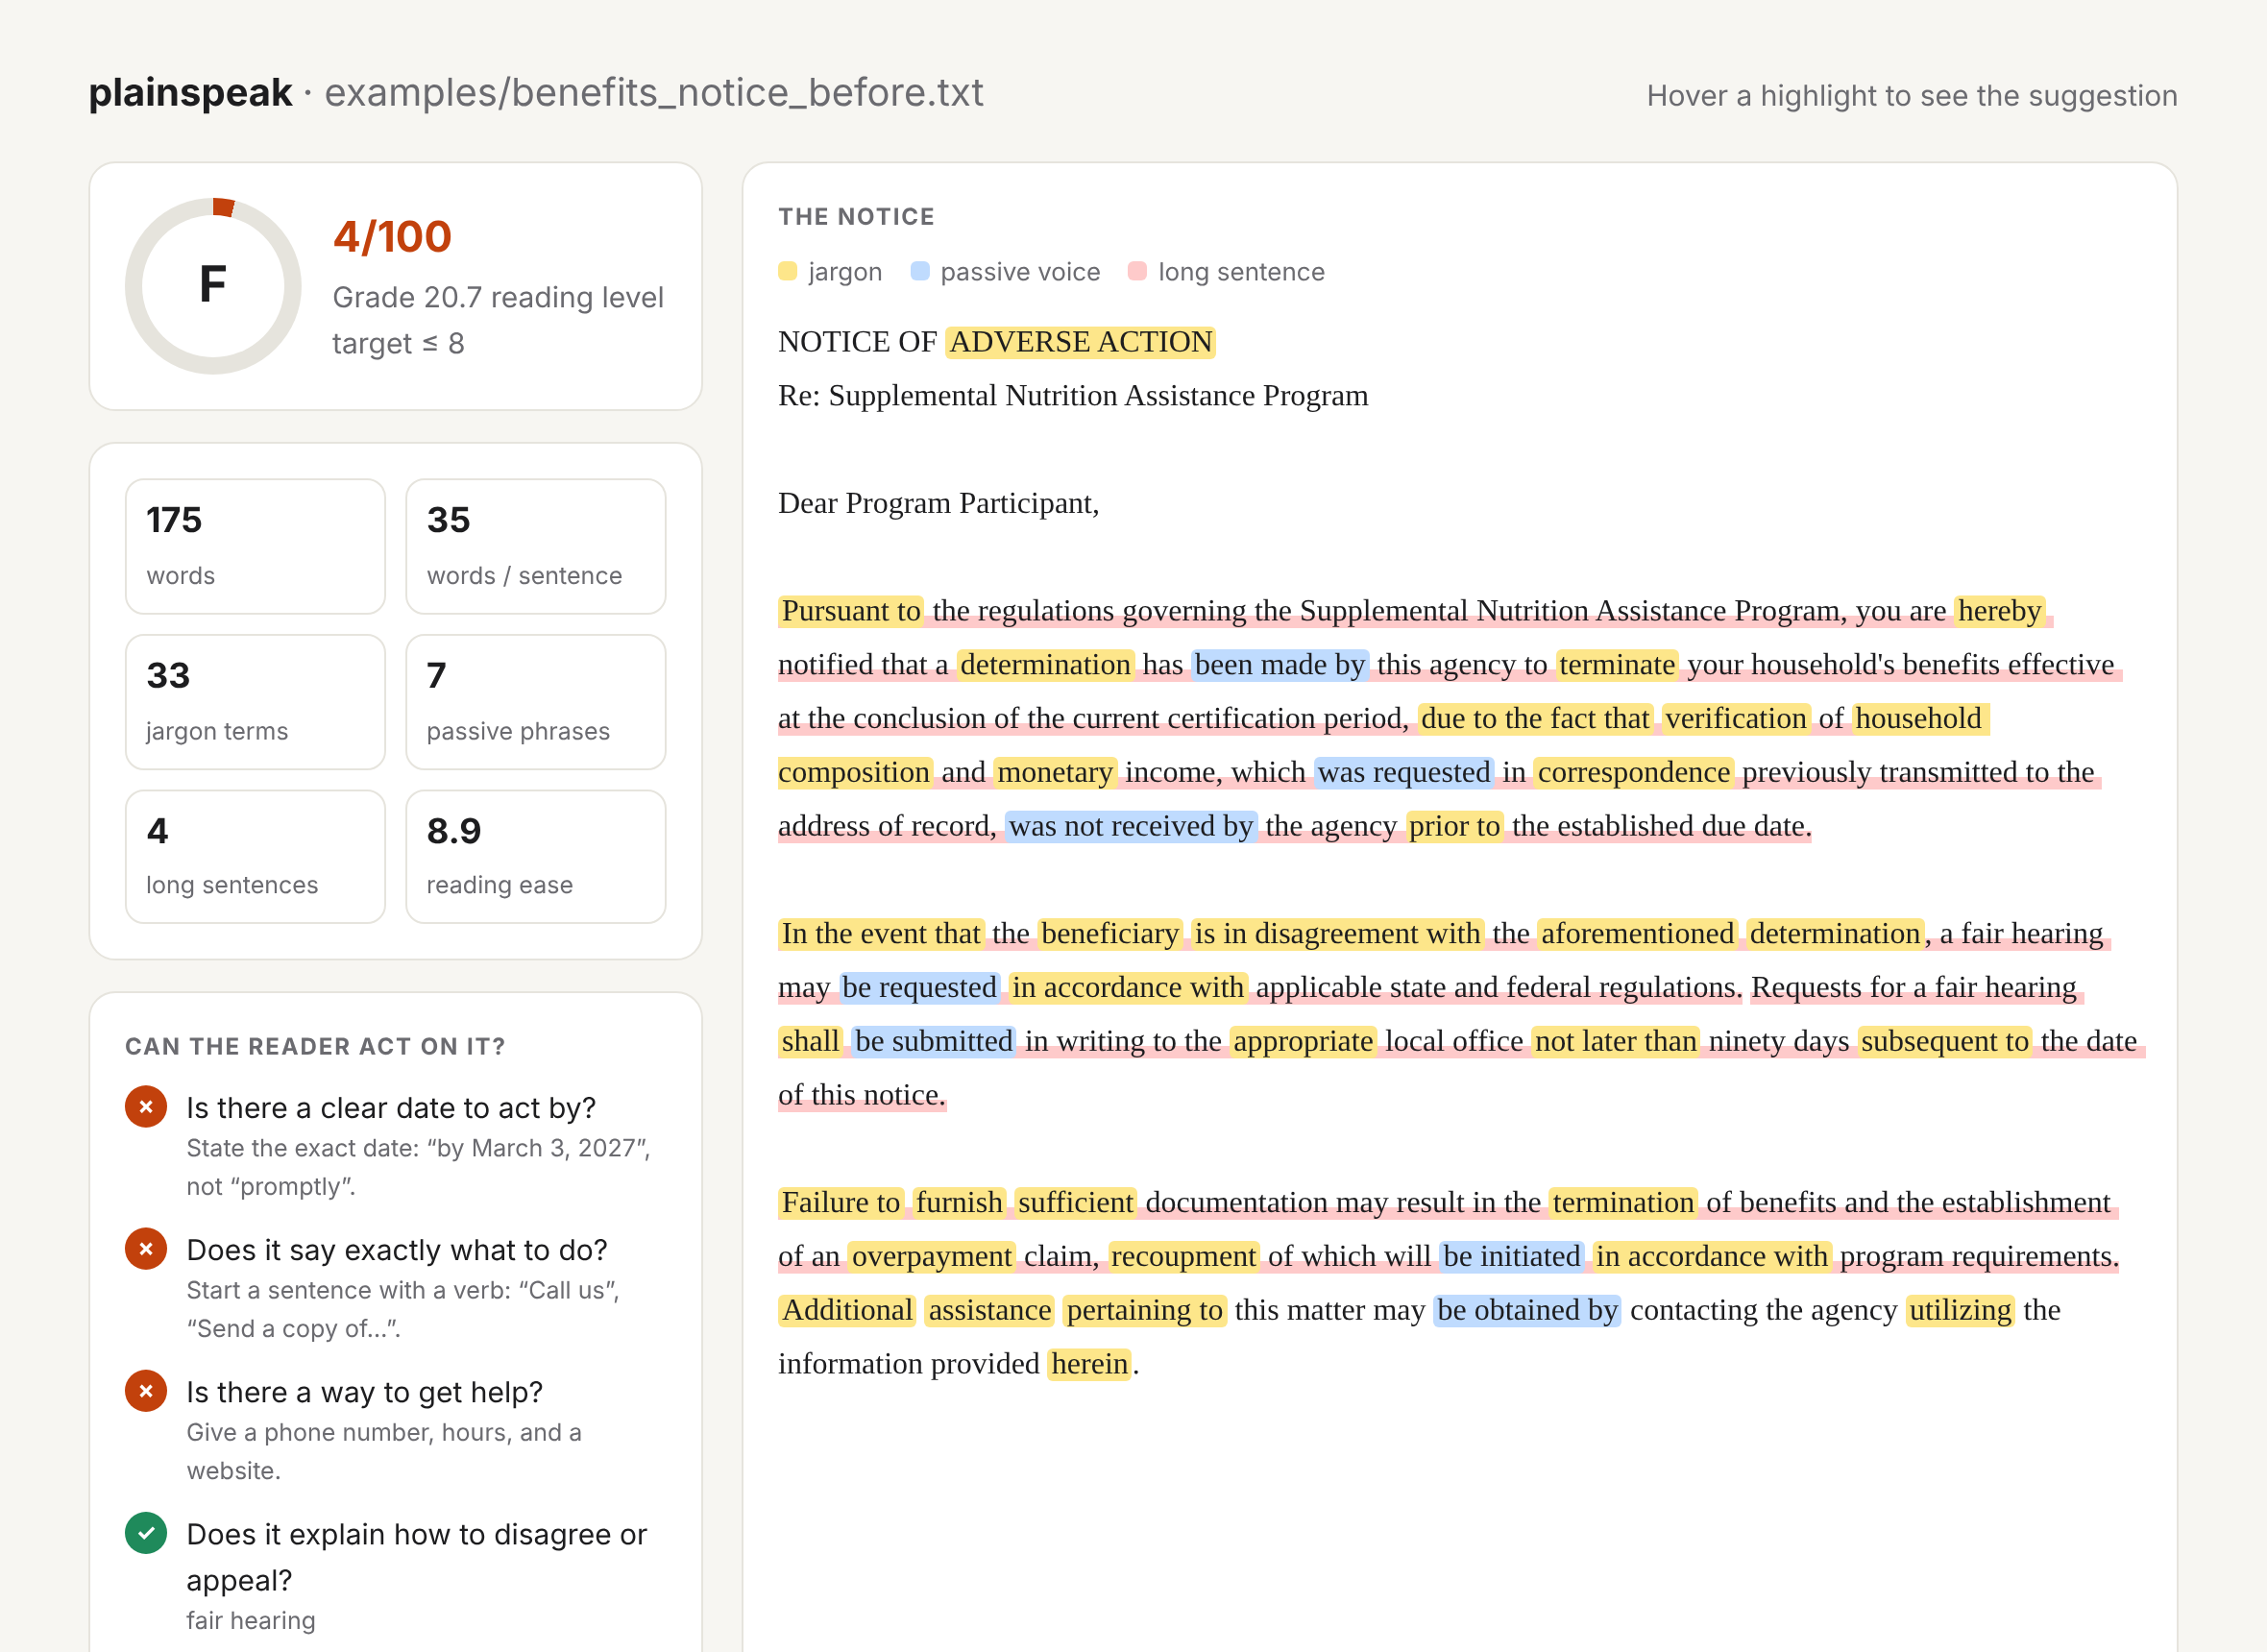 plainspeak · examples/benefits_notice_before.txt
Hover a highlight to see the suggestion
F
4/100
Grade 20.7 reading level
target ≤ 8
175
words
35
words / sentence
33
jargon terms
7
passive phrases
4
long sentences
8.9
reading ease
CAN THE READER ACT ON IT?
Is there a clear date to act by?
State the exact date: “by March 3, 2027”,
not “promptly”.
Does it say exactly what to do?
Start a sentence with a verb: “Call us”,
“Send a copy of…”.
Is there a way to get help?
Give a phone number, hours, and a
website.
Does it explain how to disagree or
appeal?
fair hearing
THE NOTICE
jargon passive voice long sentence
NOTICE OF ADVERSE ACTION
Re: Supplemental Nutrition Assistance Program
Dear Program Participant,
Pursuant to the regulations governing the Supplemental Nutrition Assistance Program, you are hereby
notified that a determination has been made by this agency to terminate your household's benefits effective
at the conclusion of the current certification period, due to the fact that verification of household
composition and monetary income, which was requested in correspondence previously transmitted to the
address of record, was not received by the agency prior to the established due date.
In the event that the beneficiary is in disagreement with the aforementioned determination, a fair hearing
may be requested in accordance with applicable state and federal regulations. Requests for a fair hearing
shall be submitted in writing to the appropriate local office not later than ninety days subsequent to the date
of this notice.
Failure to furnish sufficient documentation may result in the termination of benefits and the establishment
of an overpayment claim, recoupment of which will be initiated in accordance with program requirements.
Additional assistance pertaining to this matter may be obtained by contacting the agency utilizing the
information provided herein.